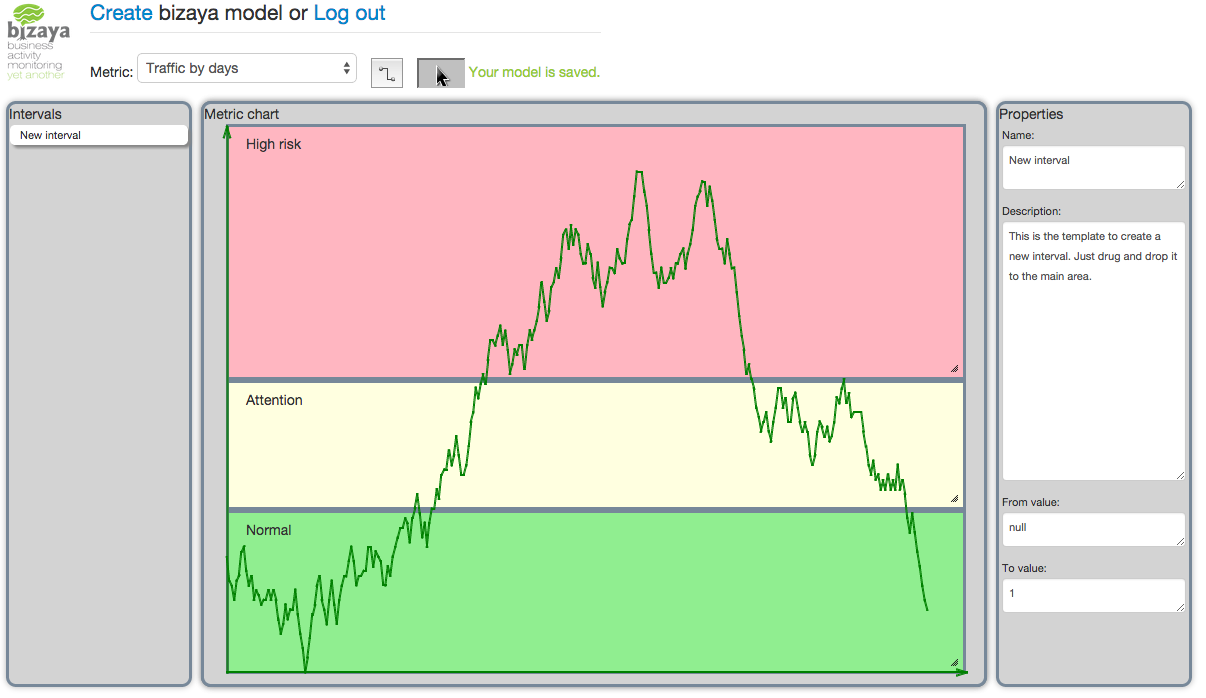 bizaya
business
activity
monitoring
yet another
Create bizaya model or Log out
Metric: Traffic by days Your model is saved.
Intervals
New interval
Metric chart
High risk
Attention
Normal
Properties
Name:
New interval
Description:
This is the template to create a
new interval. Just drug and drop it
to the main area.
From value:
null
To value:
1